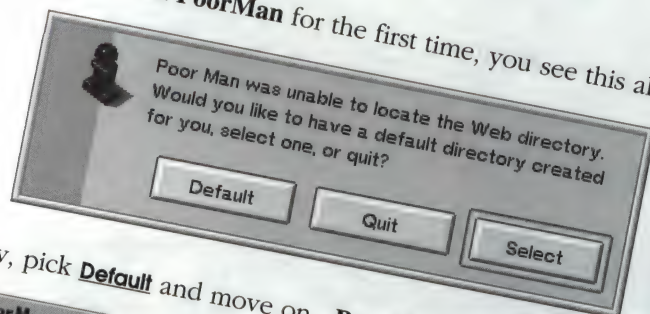 PoorMan for the first time, you see this al
Poor Man was unable to locate the Web directory.
Would you like to have a default directory created
for you, select one, or quit?
Default
Quit
Select
, pick Default and move on.